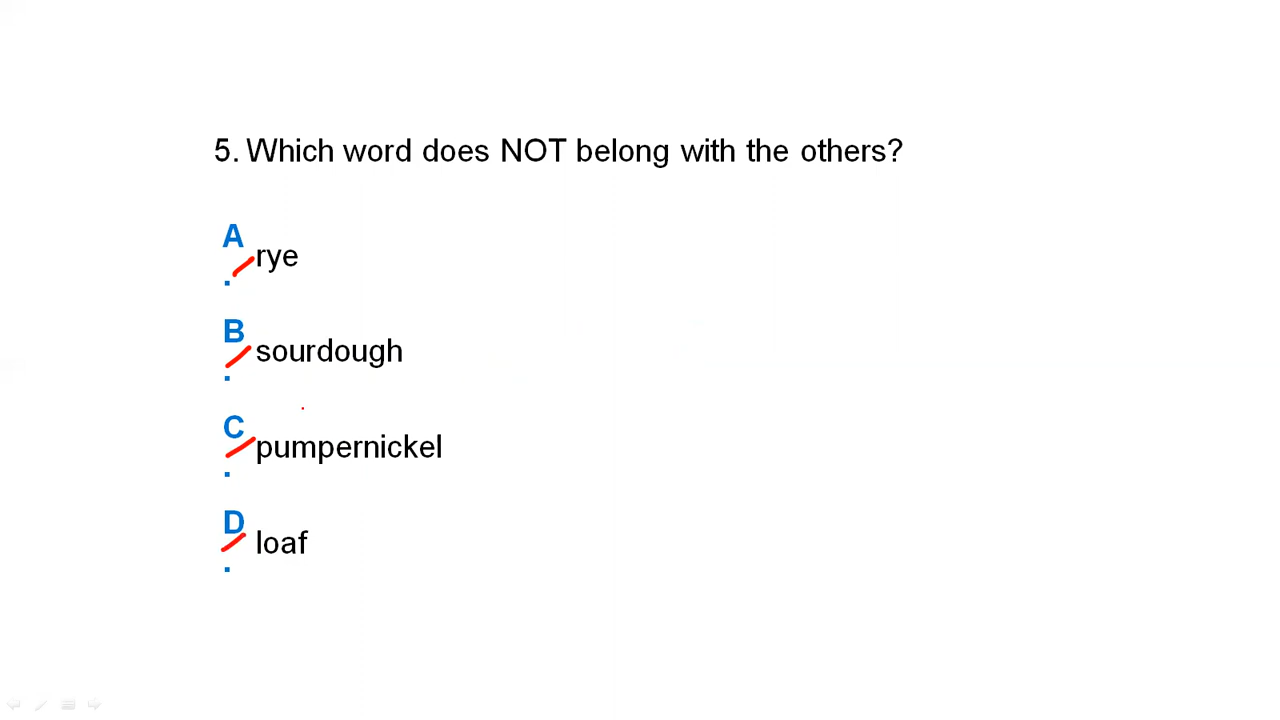 5. Which word does NOT belong with the others?
A. rye
B. sourdough
C. pumpernickel
D. loaf